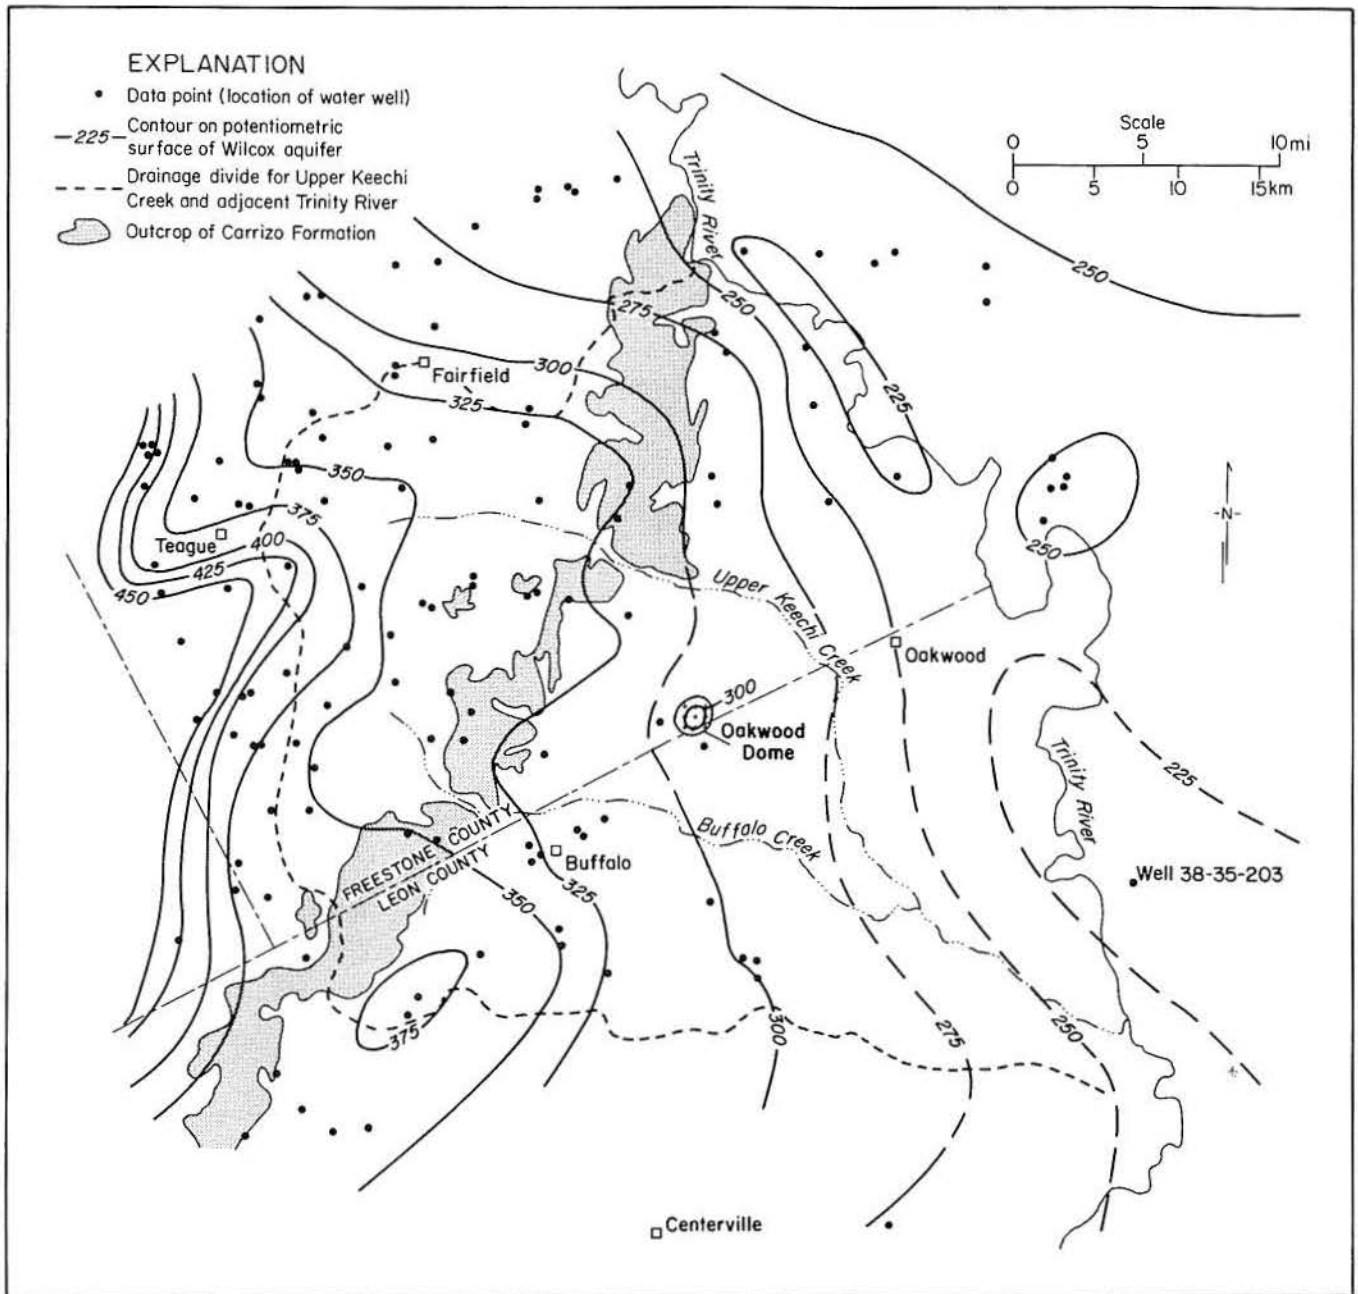 EXPLANATION
Data point (location of water well)
—225— Contour on potentiometric
surface of Wilcox aquifer
Drainage divide for Upper Keechi
Creek and adjacent Trinity River
Outcrop of Carrizo Formation
Scale
0 5 10 mi
0 5 10 15 km
Trinity River
250
250
275
300
Fairfield
325
225
350
375
-N-
Teague
400
425
450
250
Upper Keechi Creek
Oakwood
300
Oakwood
Dome
Trinity River
225
FREESTONE COUNTY
LEON COUNTY
Buffalo Creek
Buffalo
Well 38-35-203
325
350
375
300
275
250
Centerville